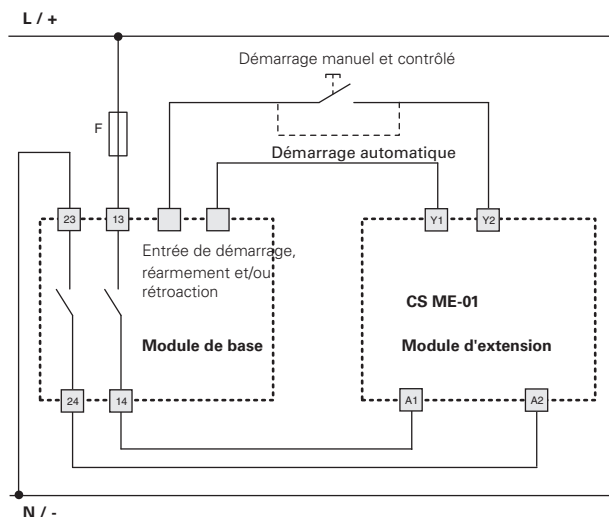 L / +
Démarrage manuel et contrôlé
F
Démarrage automatique
23
13
Y1
Y2
Entrée de démarrage,
réarmement et/ou
rétroaction
CS ME-01
Module de base
Module d'extension
24
14
A1
A2
N / -